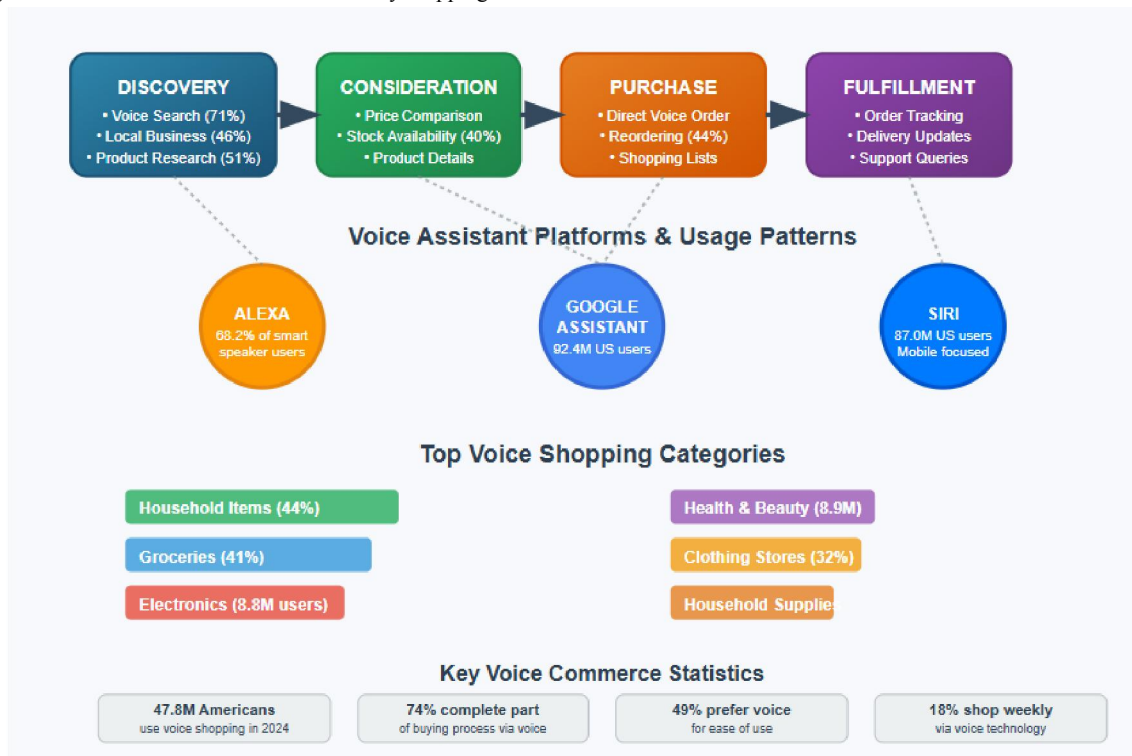 DISCOVERY
• Voice Search (71%)
• Local Business (46%)
• Product Research (51%)
CONSIDERATION
• Price Comparison
• Stock Availability (40%)
• Product Details
PURCHASE
• Direct Voice Order
• Reordering (44%)
• Shopping Lists
FULFILLMENT
• Order Tracking
• Delivery Updates
• Support Queries
Voice Assistant Platforms & Usage Patterns
ALEXA
68.2% of smart
speaker users
GOOGLE
ASSISTANT
92.4M US users
SIRI
87.0M US users
Mobile focused
Top Voice Shopping Categories
Household Items (44%)
Groceries (41%)
Electronics (8.8M users)
Health & Beauty (8.9M)
Clothing Stores (32%)
Household Supplies
Key Voice Commerce Statistics
47.8M Americans
use voice shopping in 2024
74% complete part
of buying process via voice
49% prefer voice
for ease of use
18% shop weekly
via voice technology